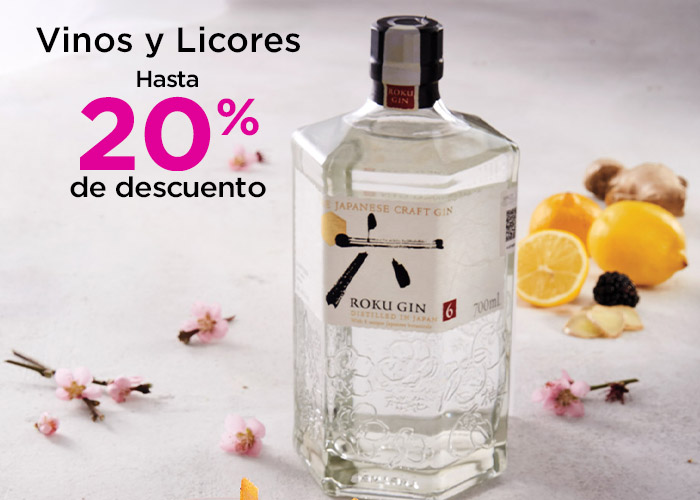 Vinos y Licores
Hasta
20%
de descuento
ROKU
GIN
JAPANESE CRAFT GIN
六
ROKU GIN
6
700ml
DISTILLED IN JAPAN